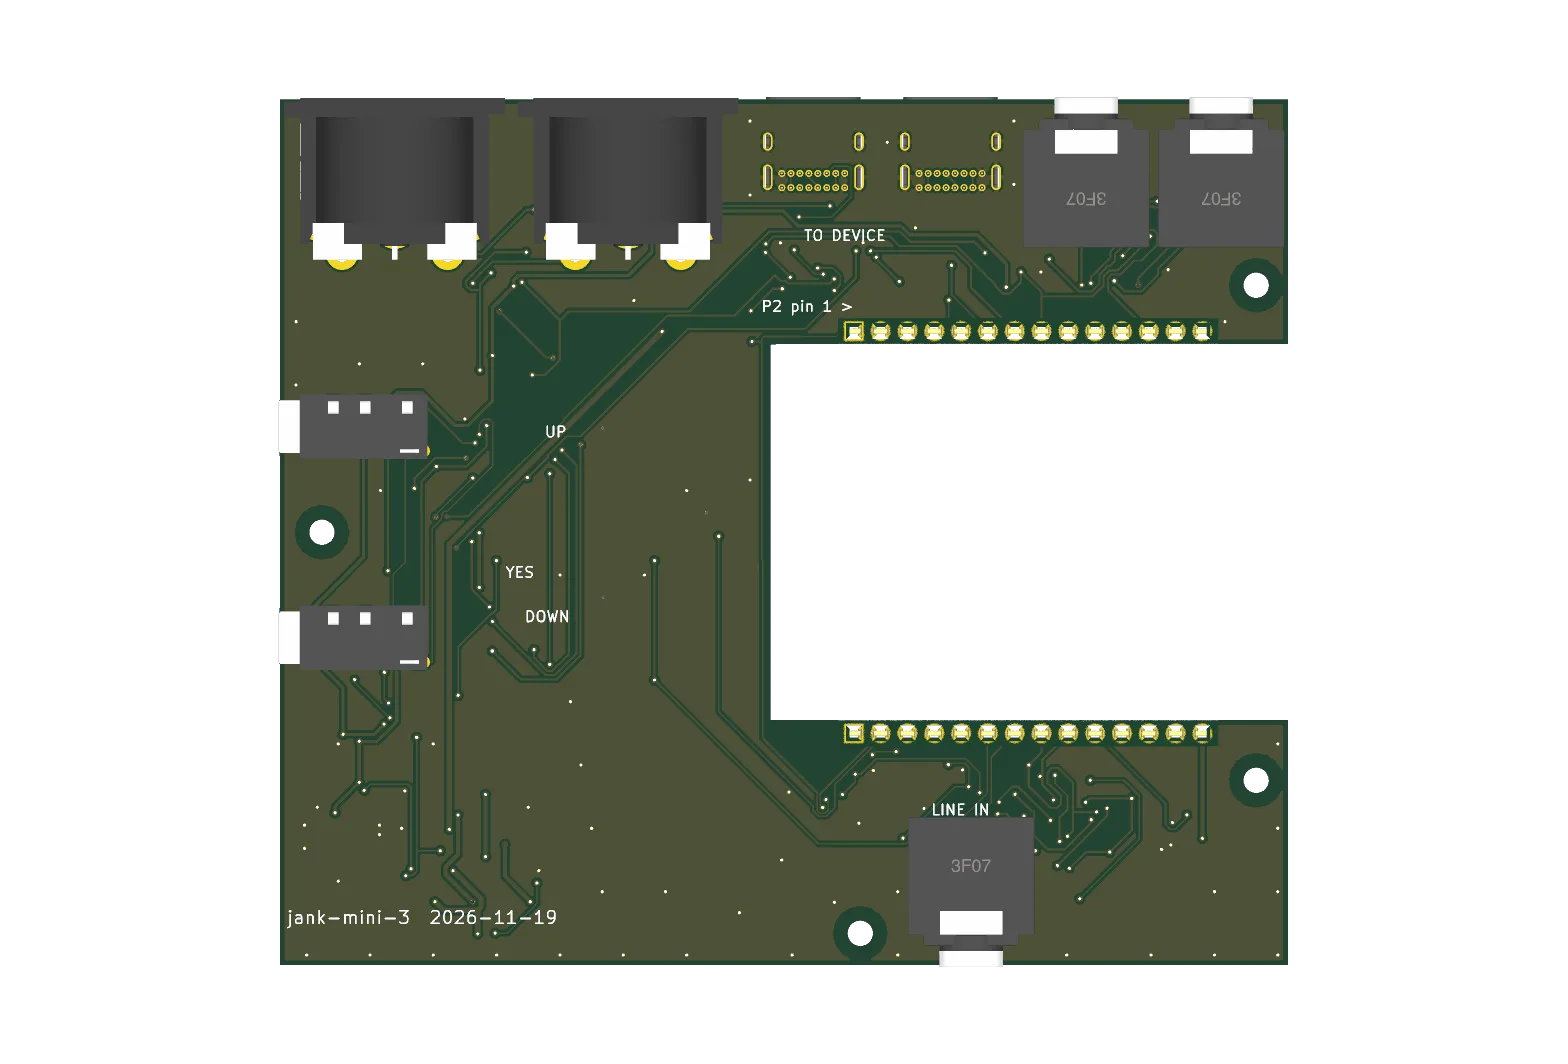 3F07
3F07
TO DEVICE
P2 pin 1 >
UP
YES
DOWN
LINE IN
3F07
jank-mini-3 2026-11-19